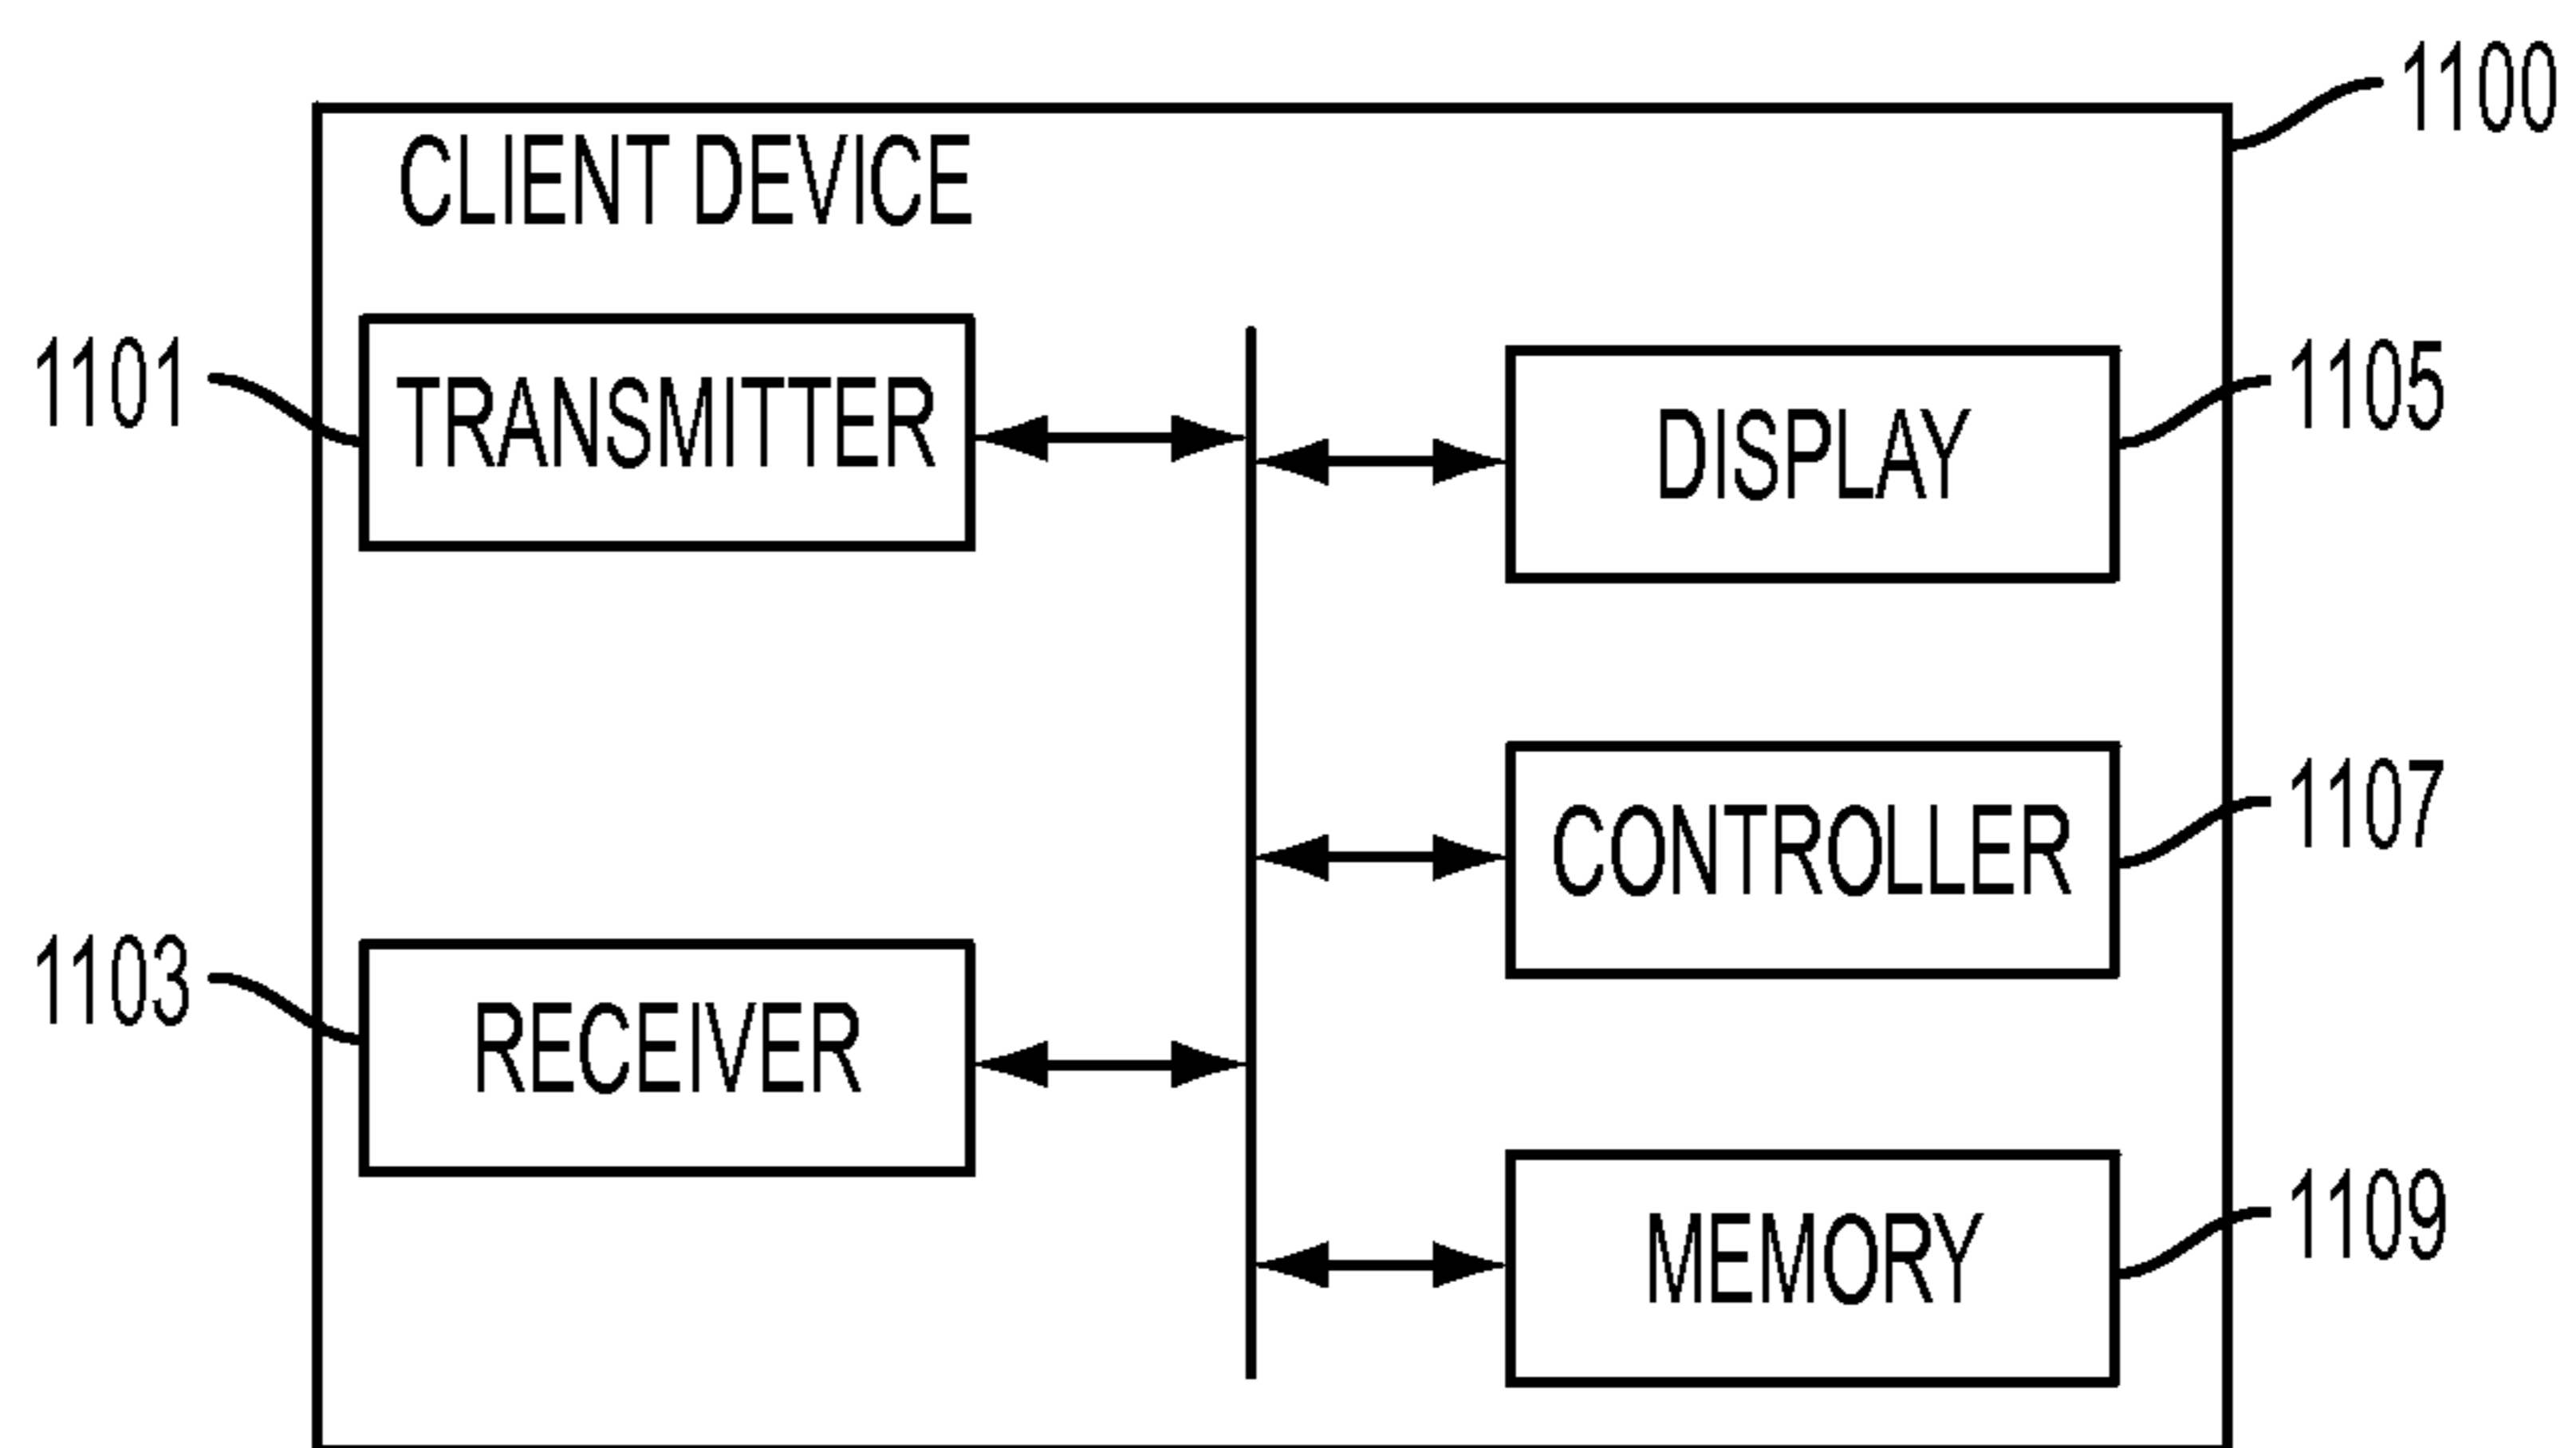 1100
CLIENT DEVICE
1101
TRANSMITTER
DISPLAY
1105
CONTROLLER
1107
1103
RECEIVER
MEMORY
1109